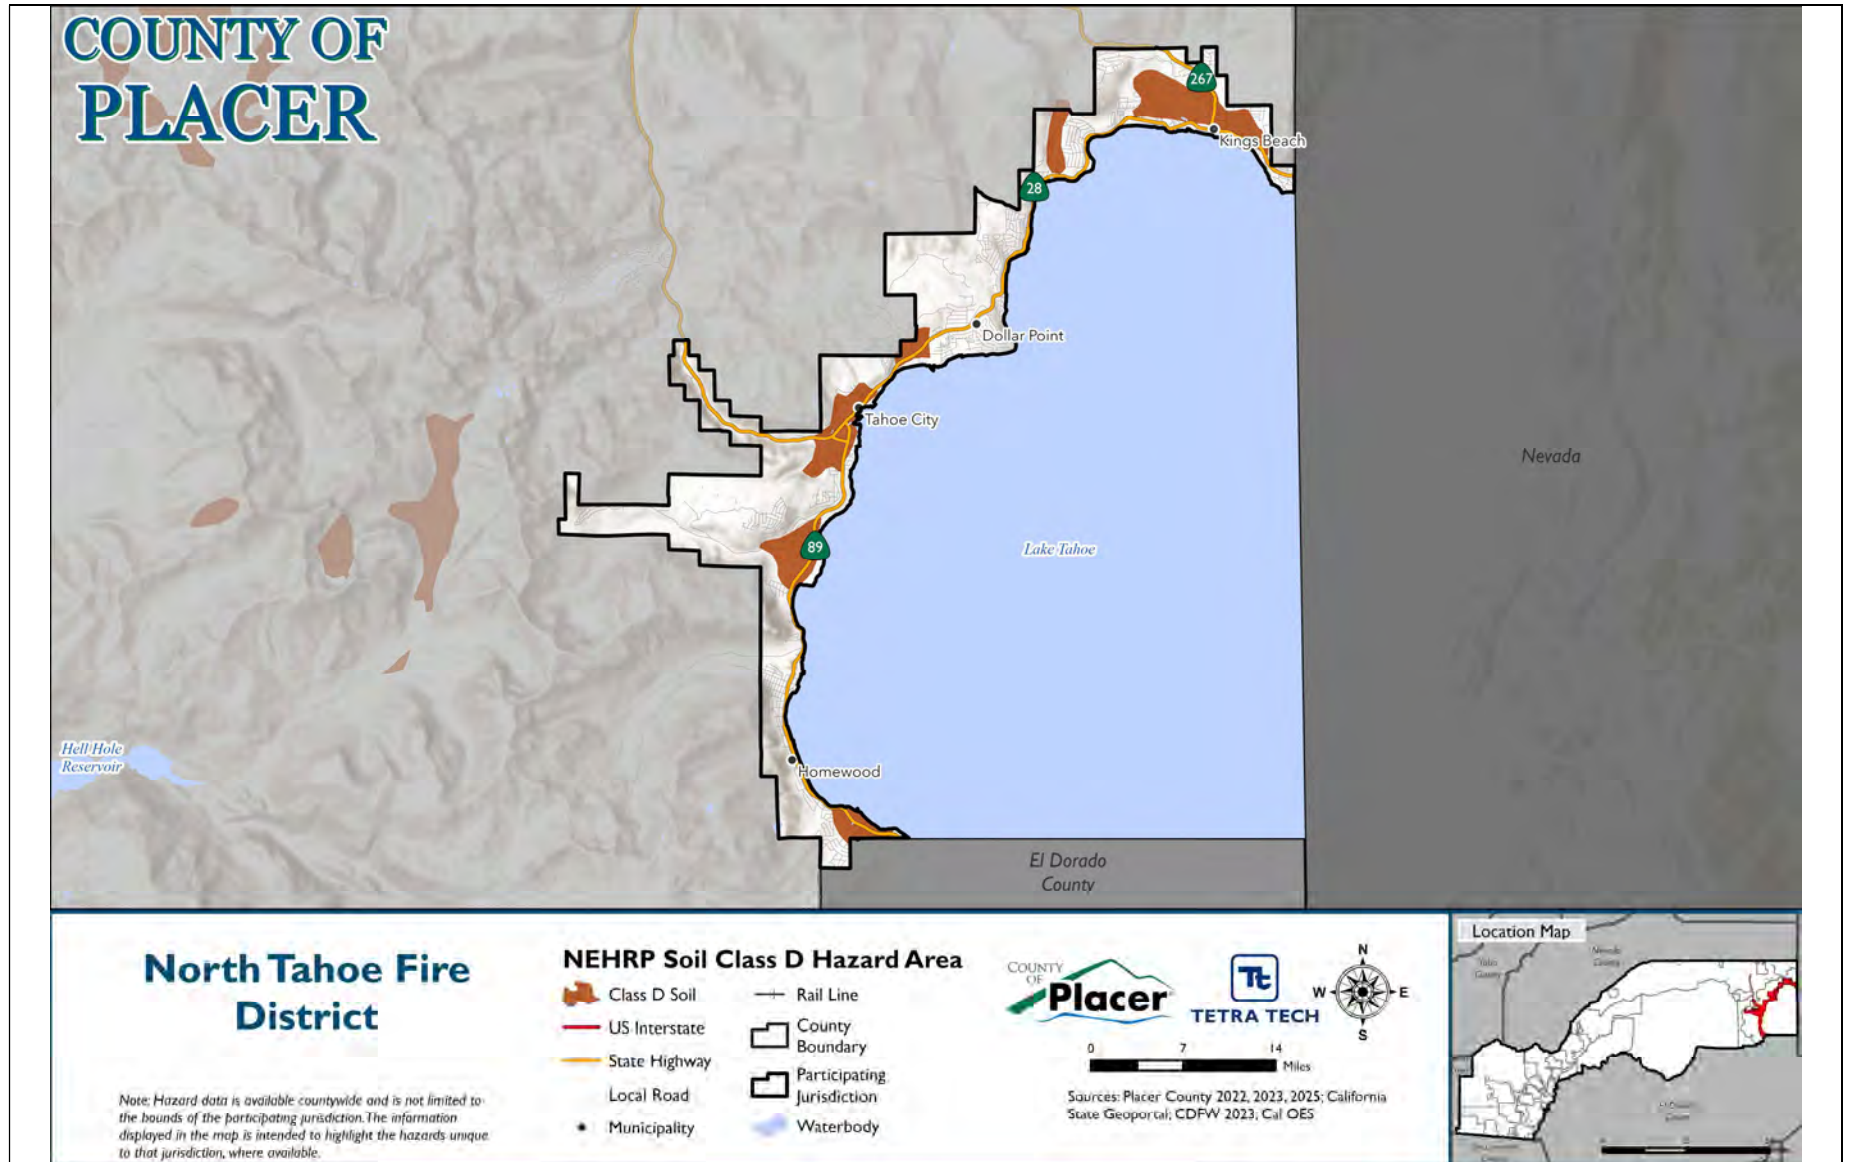 COUNTY OF
PLACER
267
Kings Beach
28
Dollar Point
Tahoe City
Nevada
89
Lake Tahoe
Hell Hole
Reservoir
Homewood
El Dorado
County
North Tahoe Fire
District
Note: Hazard data is available countywide and is not limited to
the bounds of the participating jurisdiction. The information
displayed in the map is intended to highlight the hazards unique
to that jurisdiction, where available.
NEHRP Soil Class D Hazard Area
Class D Soil
US Interstate
State Highway
Local Road
Municipality
Rail Line
County
Boundary
Participating
Jurisdiction
Waterbody
COUNTY
OF
Placer
Tt
TETRA TECH
N
W
E
S
0 7 14
Miles
Sources: Placer County 2022, 2023, 2025; California
State Geoportal; CDFW 2023, Cal OES
Location Map
Nevada
County
County